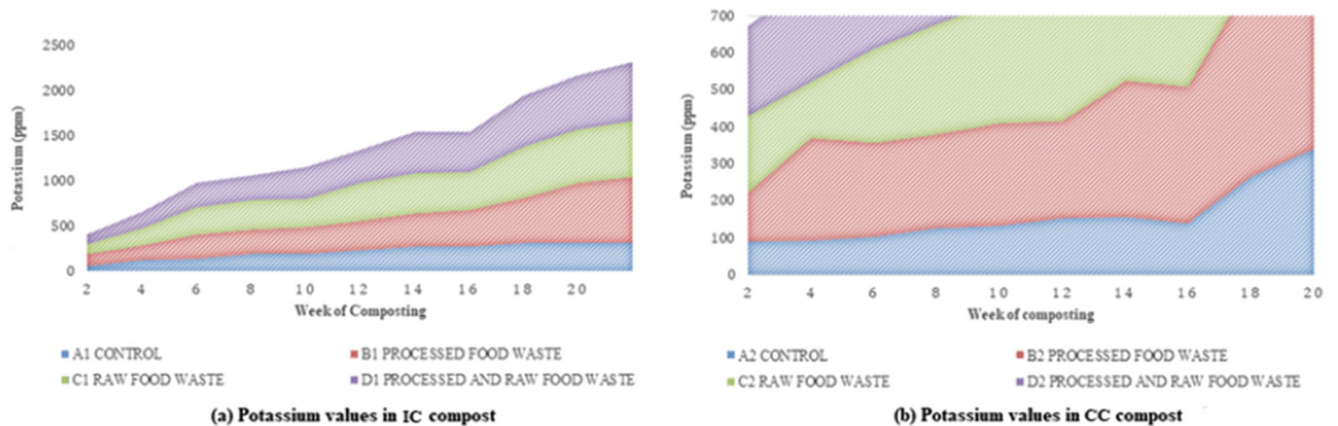 2500
2000
1500
1000
500
0
Potassium (ppm)
2 4 6 8 10 12 14 16 18 20
Week of Composting
A1 CONTROL
B1 PROCESSED FOOD WASTE
C1 RAW FOOD WASTE
D1 PROCESSED AND RAW FOOD WASTE
(a) Potassium values in IC compost
700
600
500
400
300
200
100
0
Potassium (ppm)
2 4 6 8 10 12 14 16 18 20
Week of composting
A2 CONTROL
B2 PROCESSED FOOD WASTE
C2 RAW FOOD WASTE
D2 PROCESSED AND RAW FOOD WASTE
(b) Potassium values in CC compost